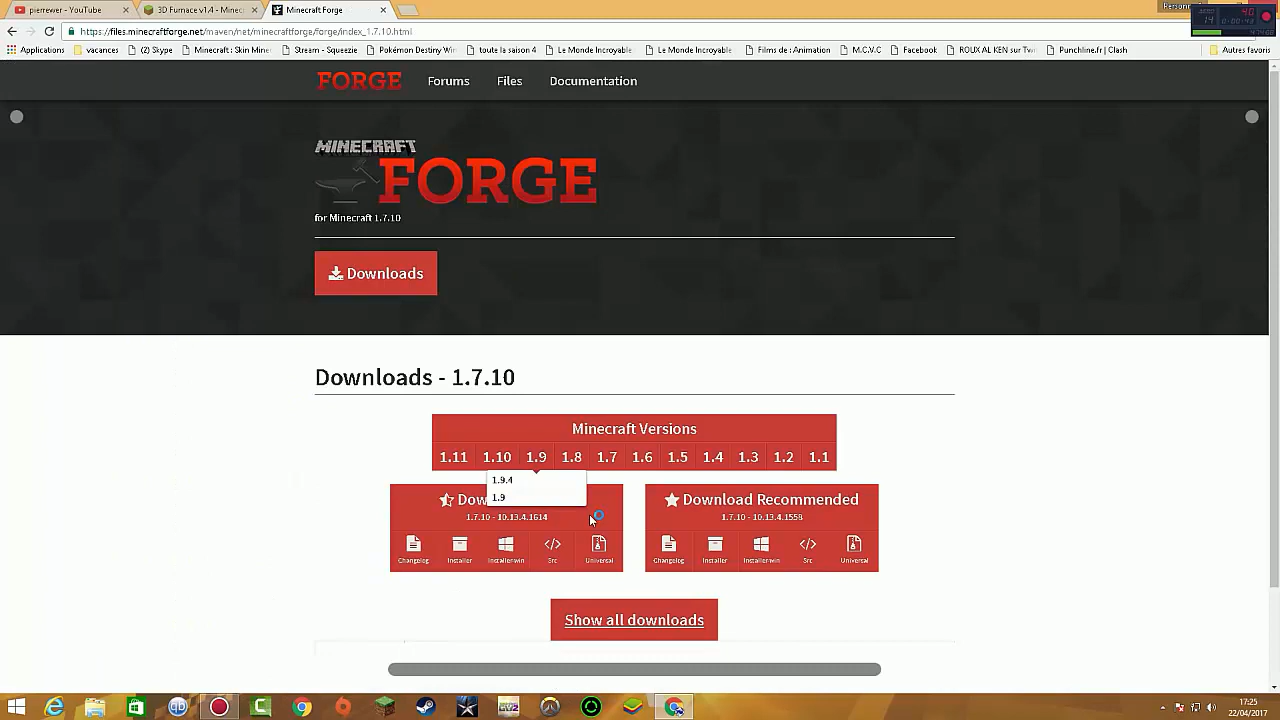 pierrewer - YouTube
3D Furnace v1.4 - Minec
Minecraft Forge
https://files.minecraftforge.net/maven/net/minecraftforge/forge/index_1.7.10.html
Applications
vacances
(2) Skype
Minecraft : Skin Mine
Stream - Squeeze
Pokémon Destiny Win
toute la saison 4
Le Monde Incroyable
Le Monde Incroyable
Films de : Animati
M.C.V.C
Facebook
ROUX AL KEN sur Tw
Punchline.fr | Clash
Autres favoris
FORGE
Forums
Files
Documentation
MINECRAFT
FORGE
for Minecraft 1.7.10
Downloads
Downloads - 1.7.10
Minecraft Versions
1.11 1.10 1.9 1.8 1.7 1.6 1.5 1.4 1.3 1.2 1.1
1.9.4
1.9
Dow
1.7.10 - 10.13.4.1614
Changelog Installer Installerwin Src Universal
Download Recommended
1.7.10 - 10.13.4.1558
Changelog Installer Installerwin Src Universal
Show all downloads
17:25
22/04/2017